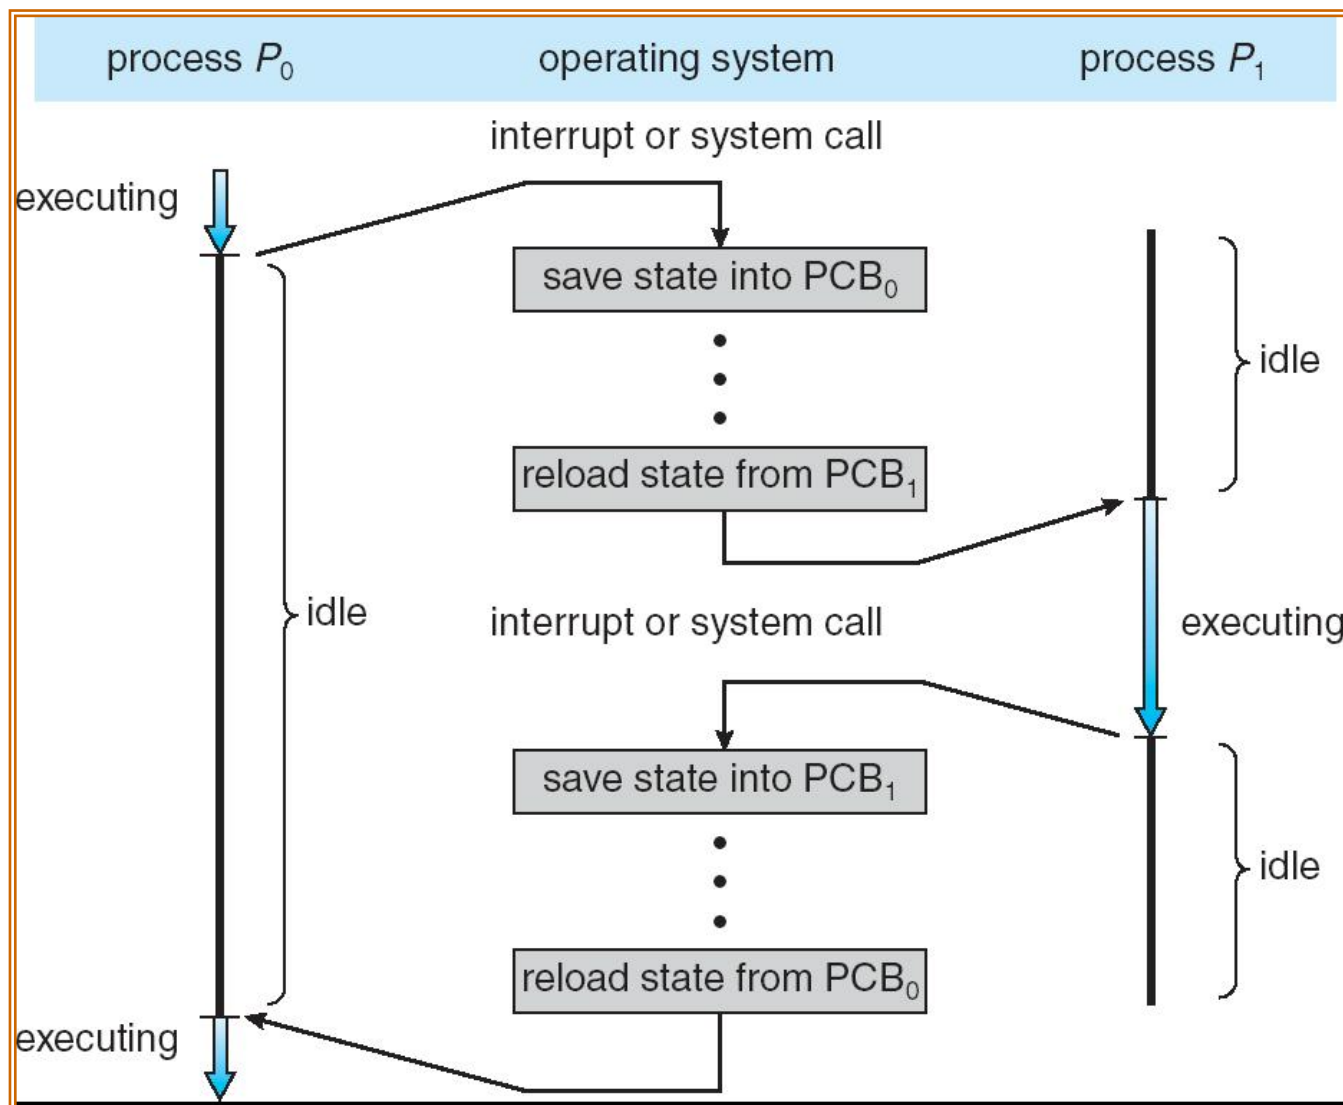 process P₀
operating system
process P₁
interrupt or system call
executing
save state into PCB₀
idle
reload state from PCB₁
idle
interrupt or system call
executing
save state into PCB₁
idle
reload state from PCB₀
executing